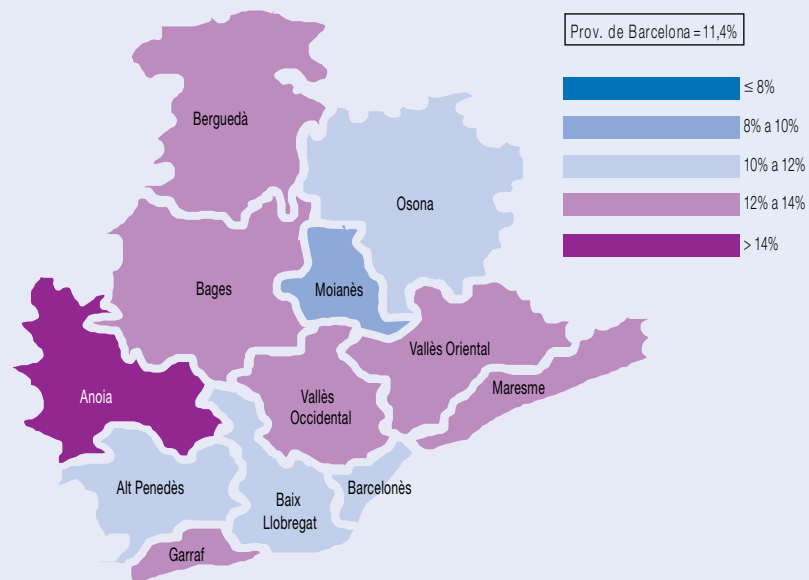 Prov. de Barcelona = 11,4%
≤ 8%
8% a 10%
10% a 12%
12% a 14%
> 14%
Berguedà
Osona
Bages
Moianès
Vallès Oriental
Maresme
Anoia
Vallès
Occidental
Alt Penedès
Baix
Llobregat
Barcelonès
Garraf